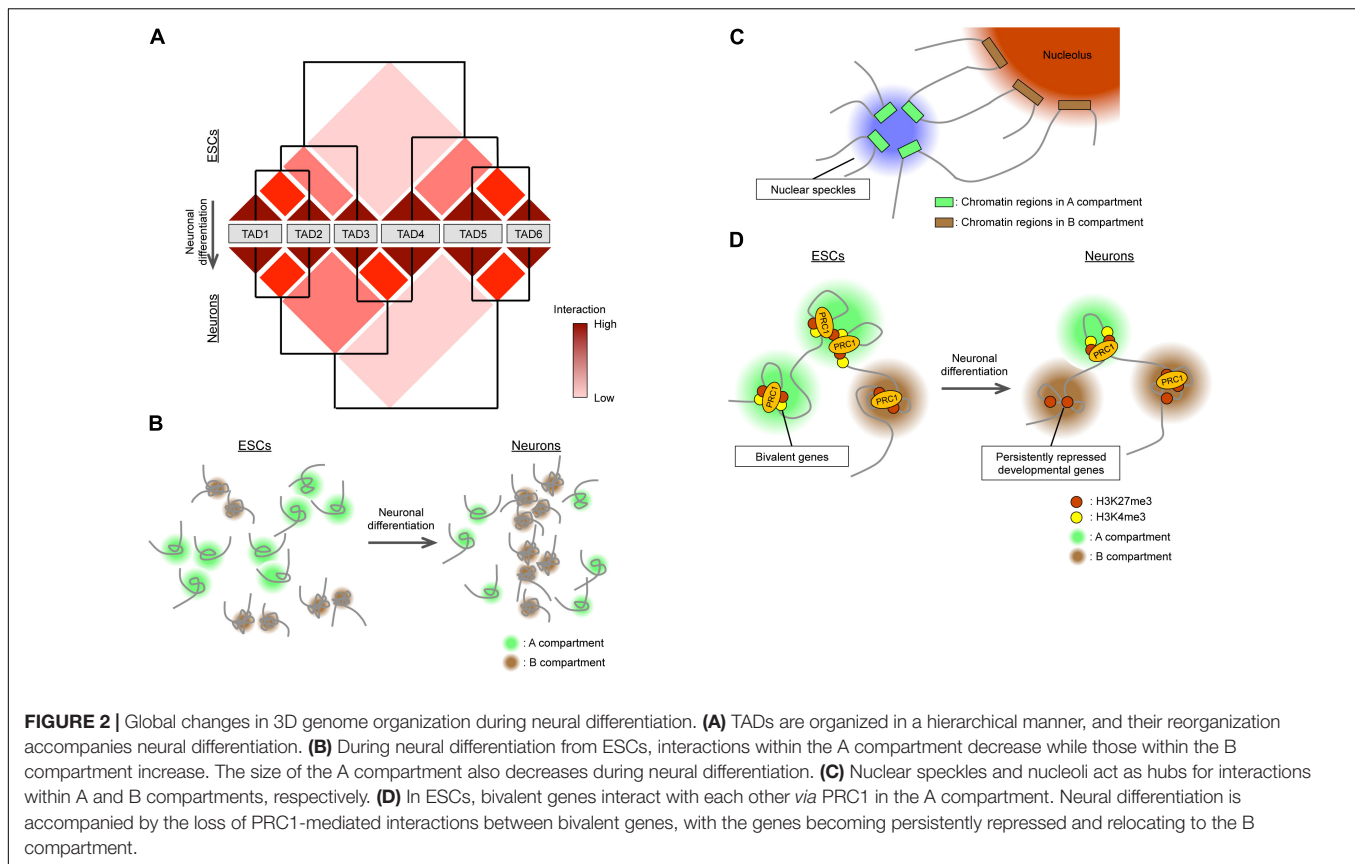 A
ESCs
Neuronal
differentiation
Neurons
TAD1 TAD2 TAD3 TAD4 TAD5 TAD6
Interaction
High
Low
B
ESCs
Neurons
Neuronal
differentiation
: A compartment
: B compartment
C
Nucleolus
Nuclear speckles
: Chromatin regions in A compartment
: Chromatin regions in B compartment
D
ESCs
Neurons
PRC1
PRC1
PRC1
PRC1
Neuronal
differentiation
PRC1
PRC1
Bivalent genes
Persistently repressed
developmental genes
: H3K27me3
: H3K4me3
: A compartment
: B compartment
FIGURE 2 | Global changes in 3D genome organization during neural differentiation. (A) TADs are organized in a hierarchical manner, and their reorganization
accompanies neural differentiation. (B) During neural differentiation from ESCs, interactions within the A compartment decrease while those within the B
compartment increase. The size of the A compartment also decreases during neural differentiation. (C) Nuclear speckles and nucleoli act as hubs for interactions
within A and B compartments, respectively. (D) In ESCs, bivalent genes interact with each other via PRC1 in the A compartment. Neural differentiation is
accompanied by the loss of PRC1-mediated interactions between bivalent genes, with the genes becoming persistently repressed and relocating to the B
compartment.